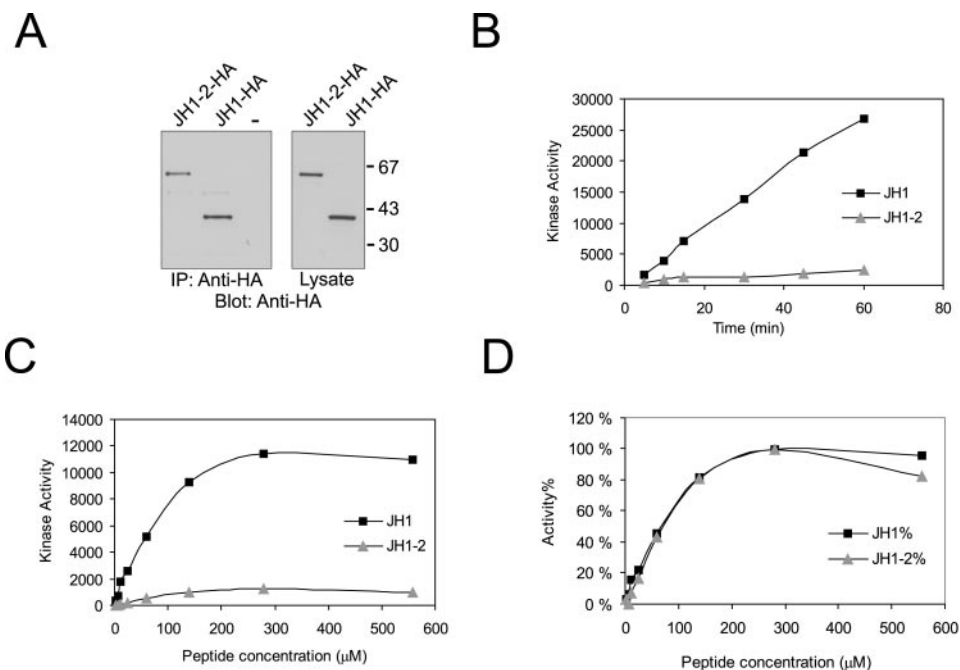 A
JH1-2-HA
JH1-HA
-
JH1-2-HA
JH1-HA
- 67
- 43
- 30
IP: Anti-HA
Lysate
Blot: Anti-HA
B
Kinase Activity
30000
25000
20000
15000
10000
5000
0
0 20 40 60 80
Time (min)
JH1
JH1-2
C
Kinase Activity
14000
12000
10000
8000
6000
4000
2000
0
0 100 200 300 400 500 600
Peptide concentration (µM)
JH1
JH1-2
D
Activity%
120 %
100 %
80 %
60 %
40 %
20 %
0 %
0 100 200 300 400 500 600
Peptide concentration (µM)
JH1%
JH1-2%